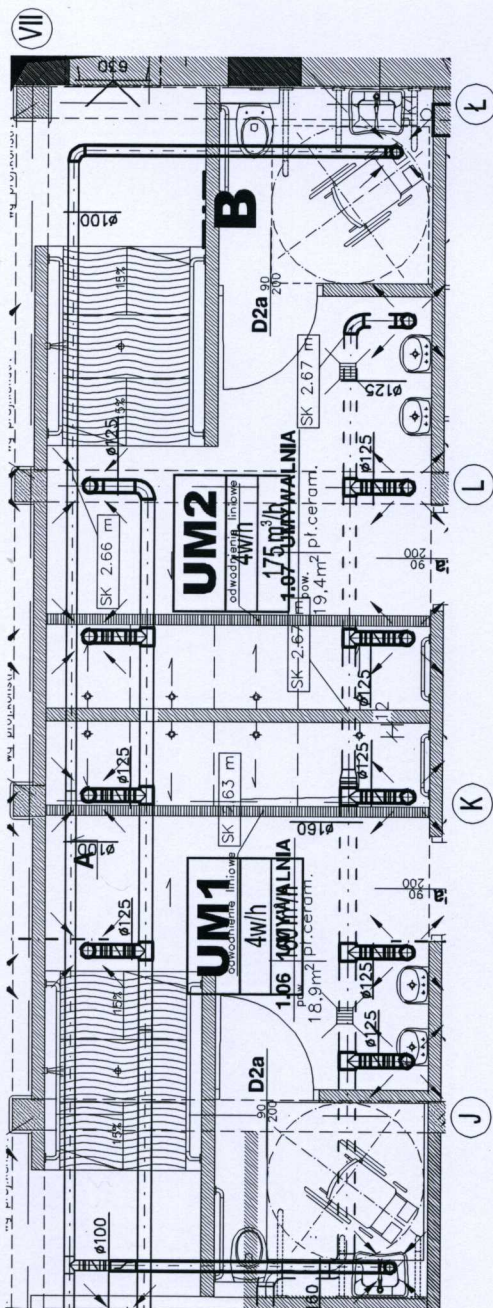 VII
630
Ł
ø100
15%
B
D2a
90
200
SK 2.67 m
ø125
15%
ø125
ø125
L
SK 2.66 m
UM2
odwodnienie liniowe
4w/h
175 m³/h
1.07 UMYWALNIA
pow.
19,4m² pł.ceram.
90
200
a
SK 2.67 m
ø125
12
ø125
ø125
K
SK 2.63 m
ø160
A
ø100
UM1
odwodnienie liniowe
4w/h
1.06 UMYWALNIA
pow.
18.9m² pł.ceram.
90
200
a
ø125
ø125
ø125
15%
15%
D2a
90
200
J
ø100